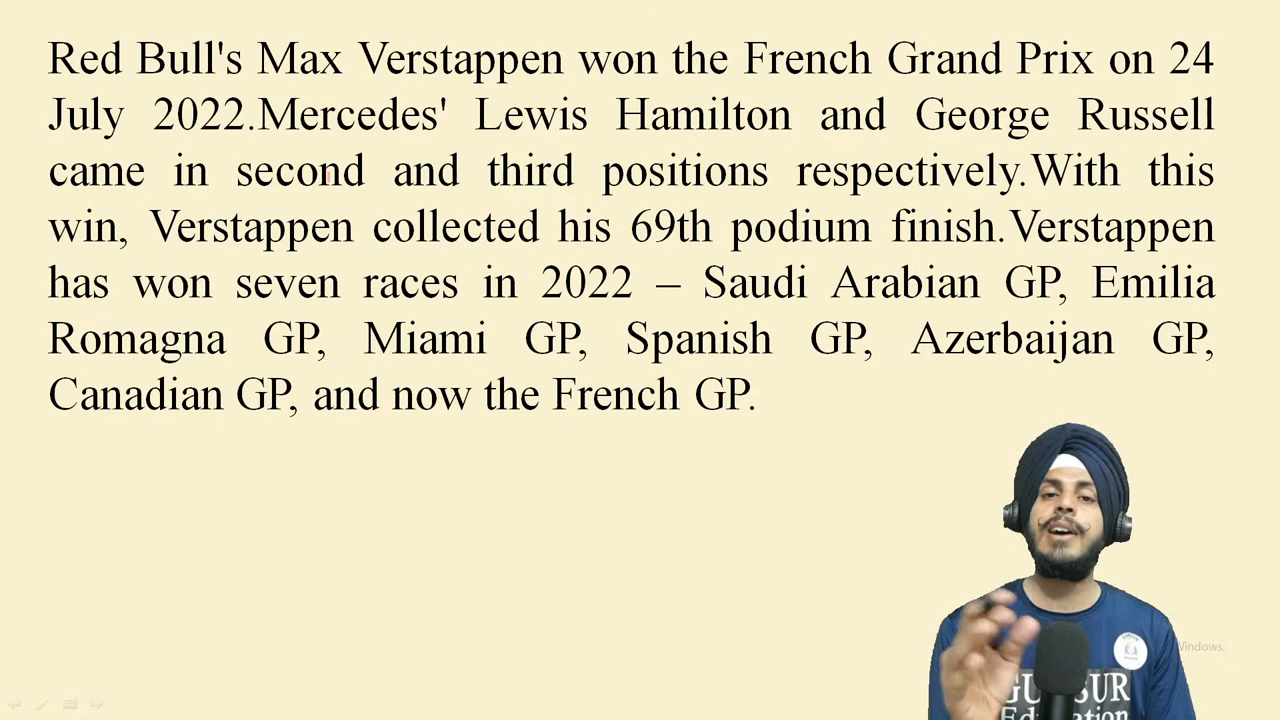 Red Bull's Max Verstappen won the French Grand Prix on 24
July 2022.Mercedes' Lewis Hamilton and George Russell
came in second and third positions respectively.With this
win, Verstappen collected his 69th podium finish.Verstappen
has won seven races in 2022 – Saudi Arabian GP, Emilia
Romagna GP, Miami GP, Spanish GP, Azerbaijan GP,
Canadian GP, and now the French GP.
Windows.